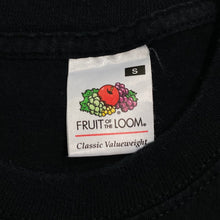 S
FRUIT OF THE LOOM®
Classic Valueweight